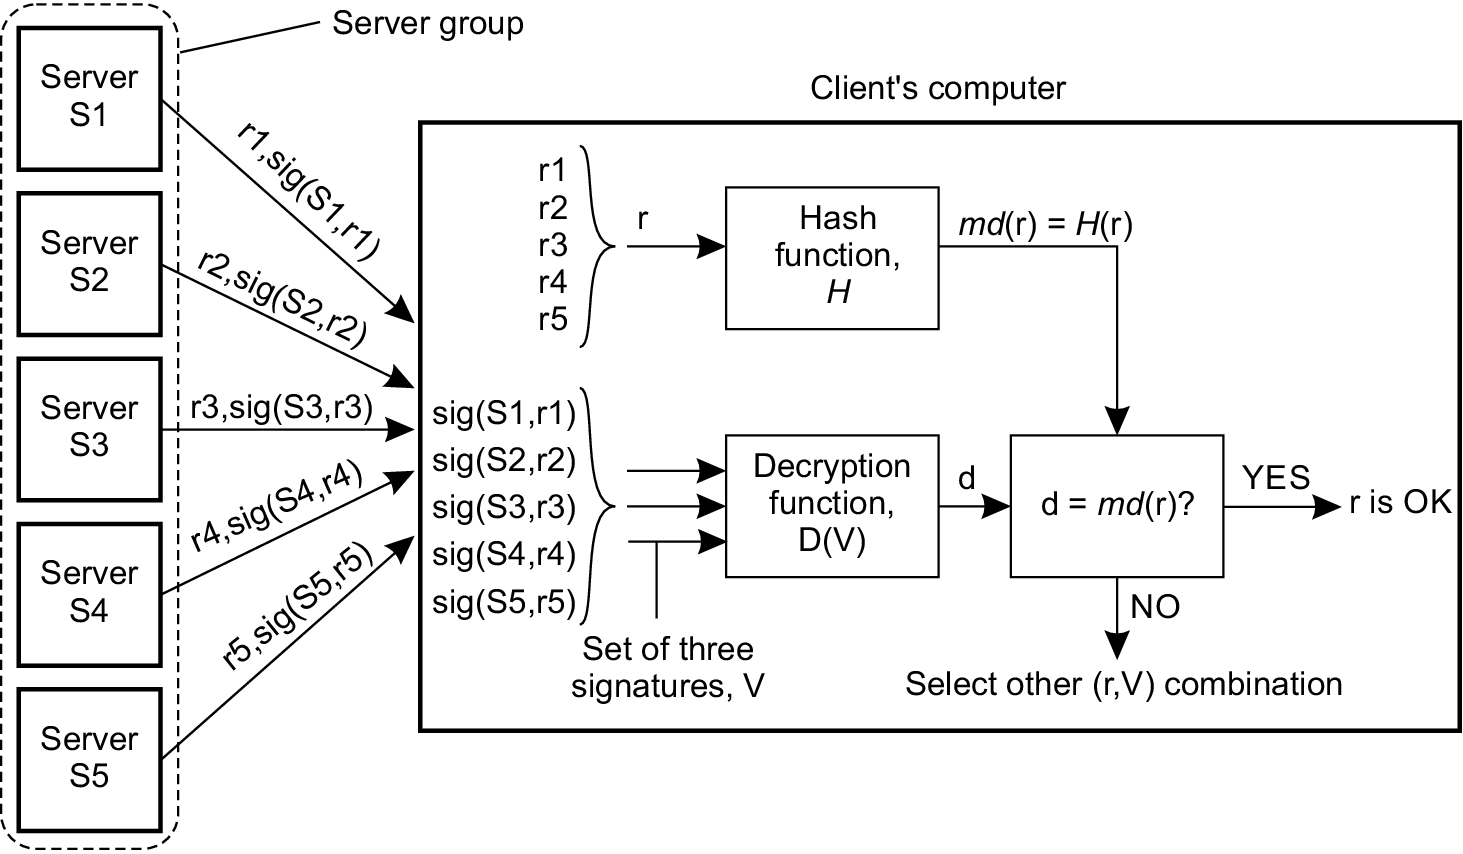 Server group
Server
S1
Server
S2
Server
S3
Server
S4
Server
S5
r1,sig(S1,r1)
r2,sig(S2,r2)
r3,sig(S3,r3)
r4,sig(S4,r4)
r5,sig(S5,r5)
Client's computer
r1
r2
r3
r4
r5
r
Hash
function,
H
md(r) = H(r)
sig(S1,r1)
sig(S2,r2)
sig(S3,r3)
sig(S4,r4)
sig(S5,r5)
Set of three
signatures, V
Decryption
function,
D(V)
d
d = md(r)?
YES
r is OK
NO
Select other (r,V) combination